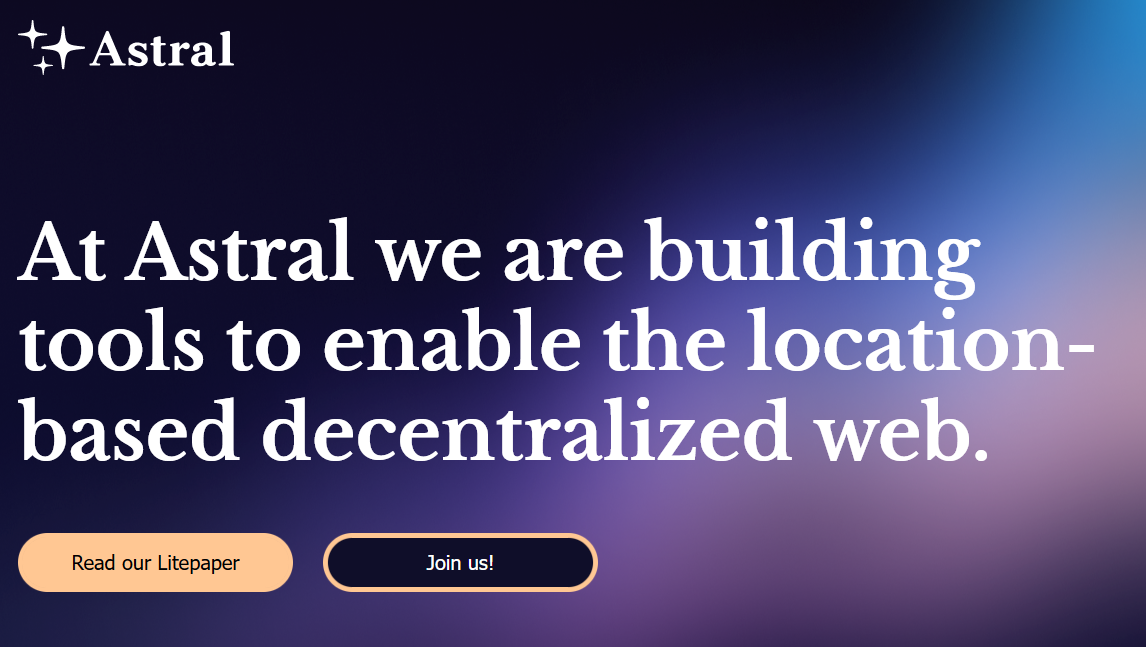 Astral
At Astral we are building
tools to enable the location-
based decentralized web.
Read our Litepaper
Join us!